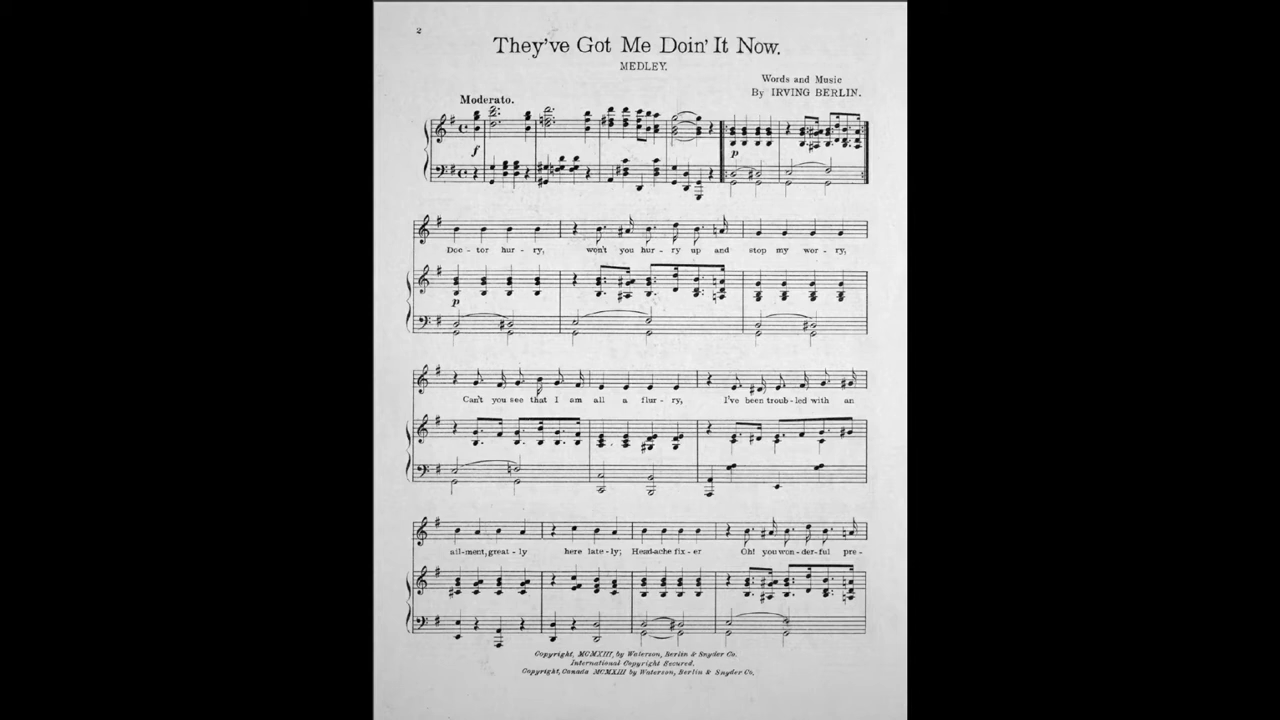 2
They've Got Me Doin' It Now.
MEDLEY.
Words and Music
By IRVING BERLIN.
Moderato.
f
p
Doc - tor hur - ry, won't you hur - ry up and stop my wor - ry,
p
Can't you see that I am all a flur - ry, I've been troub - led with an
ail - ment, great - ly here late - ly; Head-ache fix - er Oh! you won - der - ful pre -
Copyright, MCMXIII, by Waterson, Berlin & Snyder Co.
International Copyright Secured.
Copyright, Canada MCMXIII by Waterson, Berlin & Snyder Co.